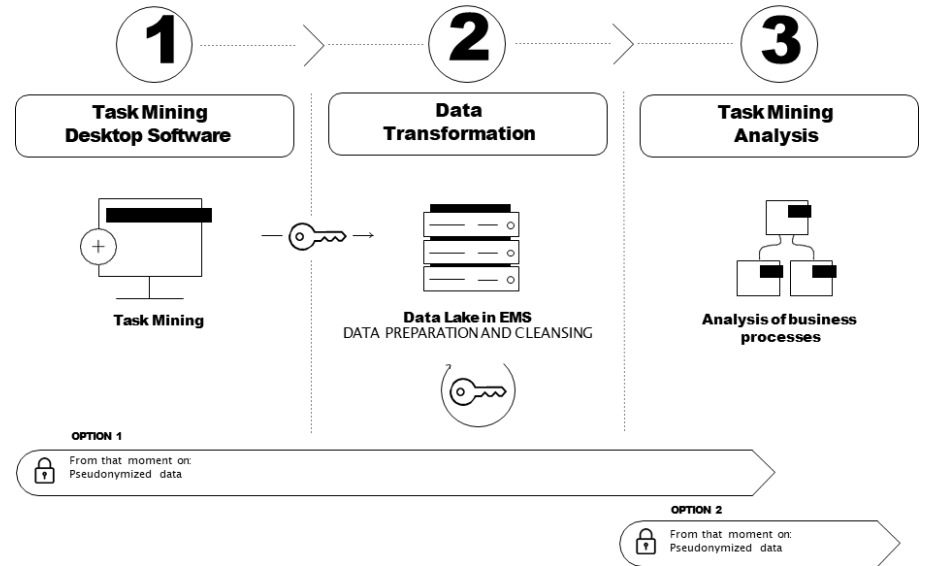 1
2
3
Task Mining
Desktop Software
Data
Transformation
Task Mining
Analysis
Task Mining
Data Lake in EMS
DATA PREPARATION AND CLEANSING
Analysis of business
processes
OPTION 1
From that moment on:
Pseudonymized data
OPTION 2
From that moment on:
Pseudonymized data